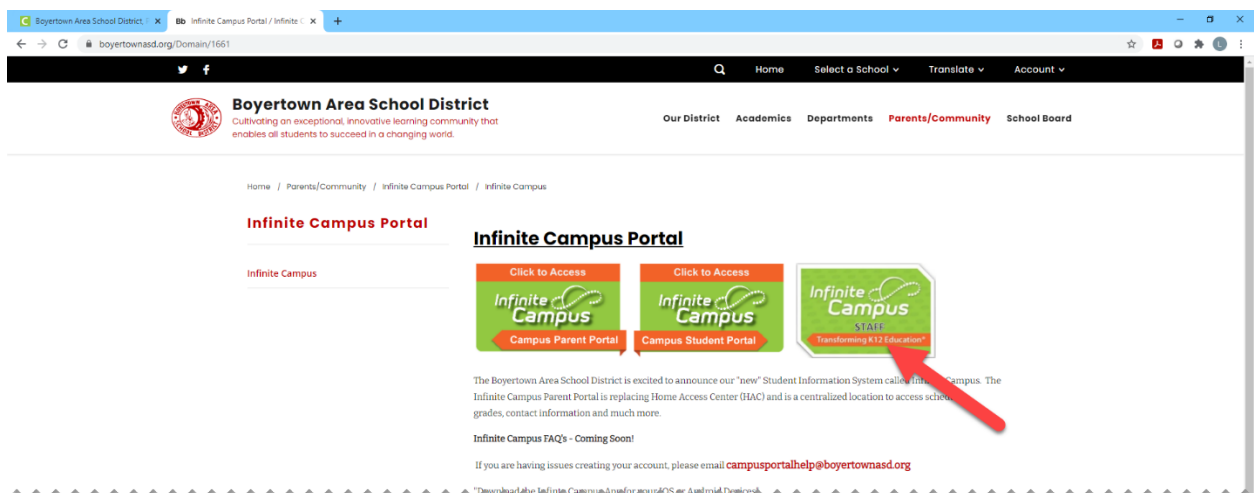 Boyertown Area School District, P
Bb Infinite Campus Portal / Infinite C
boyertownasd.org/Domain/1661
L
Home Select a School Translate Account
Boyertown Area School District
Cultivating an exceptional, innovative learning community that
enables all students to succeed in a changing world.
Our District Academics Departments Parents/Community School Board
Home / Parents/Community / Infinite Campus Portal / Infinite Campus
Infinite Campus Portal
Infinite Campus
Infinite Campus Portal
Click to Access
Infinite
Campus
Campus Parent Portal
Click to Access
Infinite
Campus
Campus Student Portal
Infinite
Campus
STAFF
Transforming K12 Education®
The Boyertown Area School District is excited to announce our "new" Student Information System called Campus. The
Infinite Campus Parent Portal is replacing Home Access Center (HAC) and is a centralized location to access
grades, contact information and much more.
Infinite Campus FAQ's - Coming Soon!
If you are having issues creating your account, please email campusportalhelp@boyertownasd.org